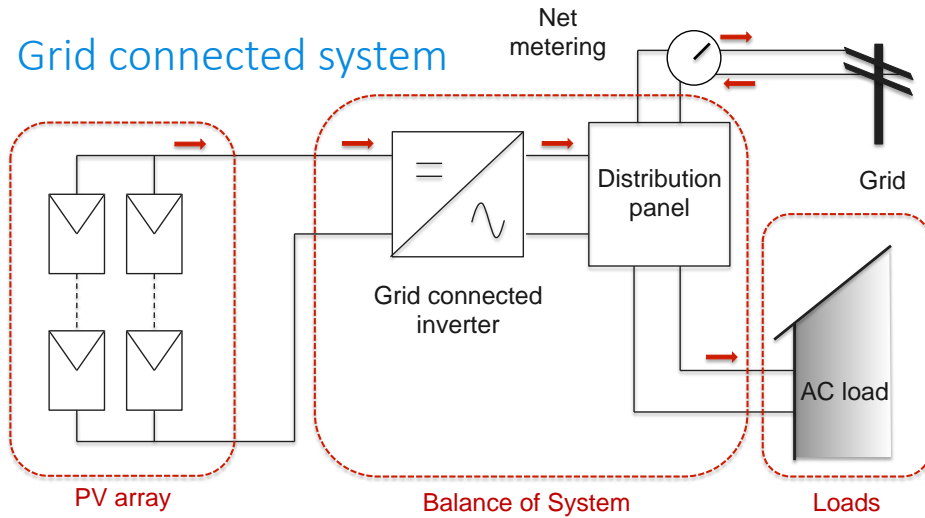 Grid connected system
Net
metering
Distribution
panel
Grid
Grid connected
inverter
AC load
PV array
Balance of System
Loads